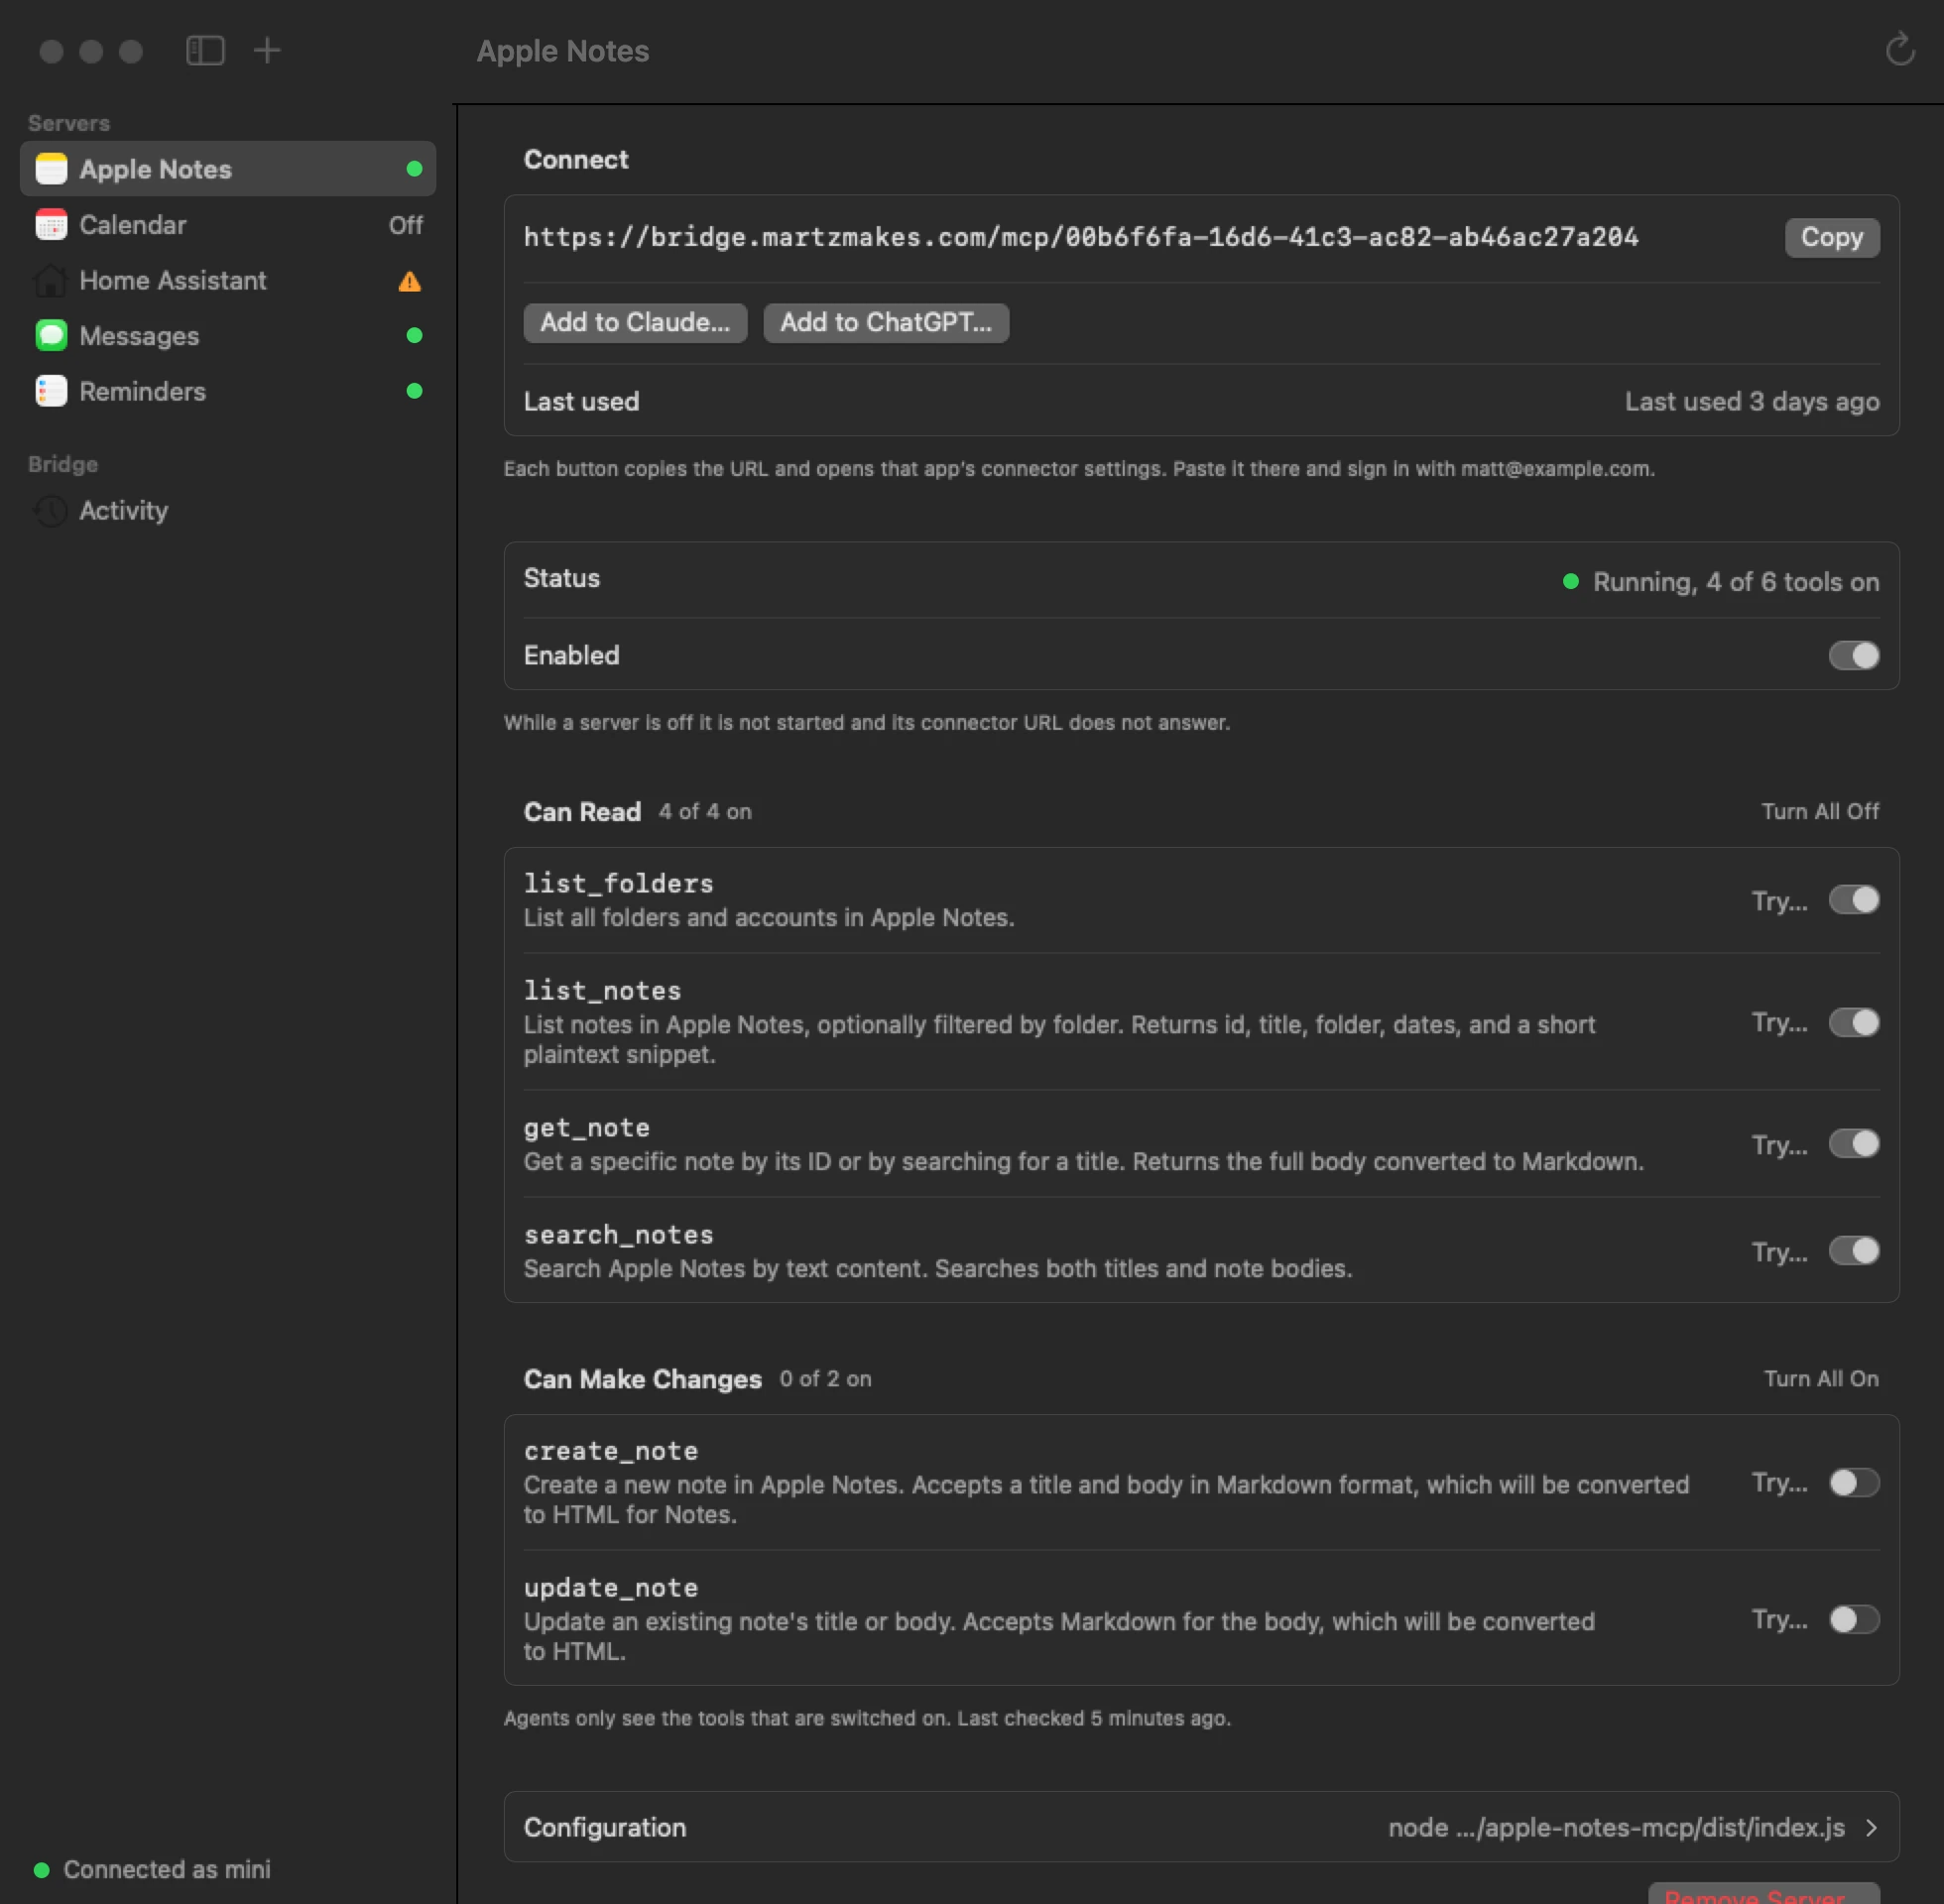 Apple Notes
Servers
Apple Notes
Calendar Off
Home Assistant
Messages
Reminders
Bridge
Activity
Connected as mini
Connect
https://bridge.martzmakes.com/mcp/00b6f6fa-16d6-41c3-ac82-ab46ac27a204 Copy
Add to Claude... Add to ChatGPT...
Last used Last used 3 days ago
Each button copies the URL and opens that app's connector settings. Paste it there and sign in with matt@example.com.
Status Running, 4 of 6 tools on
Enabled
While a server is off it is not started and its connector URL does not answer.
Can Read 4 of 4 on Turn All Off
list_folders
List all folders and accounts in Apple Notes.
Try...
list_notes
List notes in Apple Notes, optionally filtered by folder. Returns id, title, folder, dates, and a short
plaintext snippet.
Try...
get_note
Get a specific note by its ID or by searching for a title. Returns the full body converted to Markdown.
Try...
search_notes
Search Apple Notes by text content. Searches both titles and note bodies.
Try...
Can Make Changes 0 of 2 on Turn All On
create_note
Create a new note in Apple Notes. Accepts a title and body in Markdown format, which will be converted
to HTML for Notes.
Try...
update_note
Update an existing note's title or body. Accepts Markdown for the body, which will be converted
to HTML.
Try...
Agents only see the tools that are switched on. Last checked 5 minutes ago.
Configuration node .../apple-notes-mcp/dist/index.js
Remove Server...